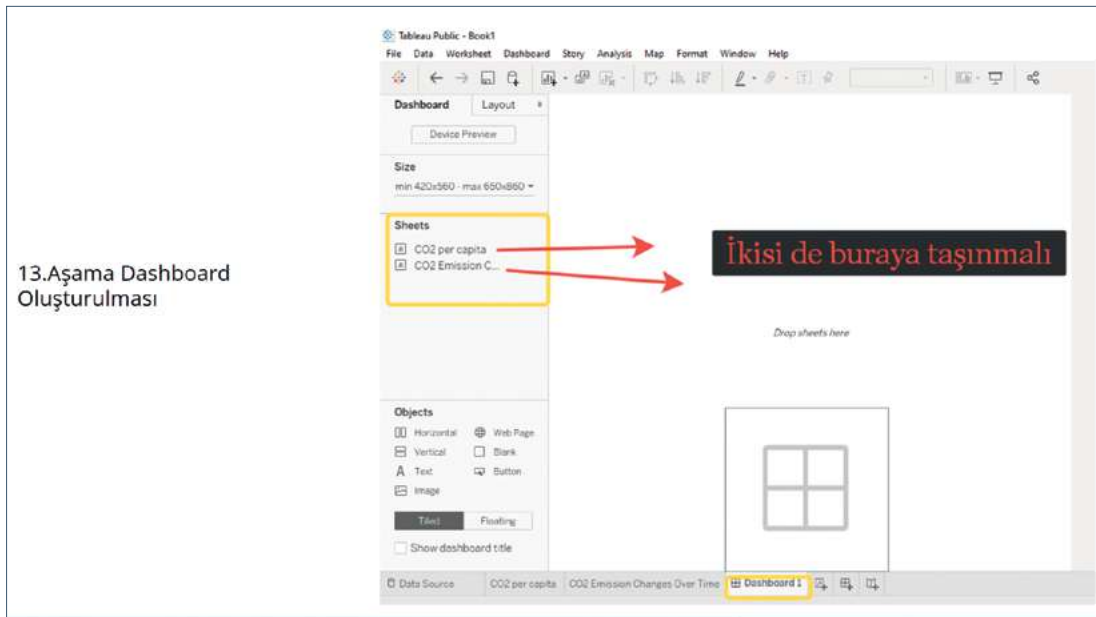 Tableau Public - Book1
File Data Worksheet Dashboard Story Analysis Map Format Window Help
Dashboard Layout
Device Preview
Size
min 420x560 - max 650x860
Sheets
CO2 per capita
CO2 Emission C...
İkisi de buraya taşınmalı
13.Aşama Dashboard
Oluşturulması
Drop sheets here
Objects
Horizontal Web Page
Vertical Blank
A Text Button
Image
Tiled Floating
Show dashboard title
Data Source CO2 per capita CO2 Emission Changes Over Time Dashboard 1